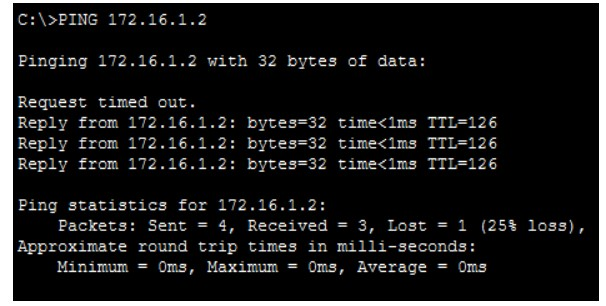 C:\>PING 172.16.1.2
Pinging 172.16.1.2 with 32 bytes of data:
Request timed out.
Reply from 172.16.1.2: bytes=32 time<1ms TTL=126
Reply from 172.16.1.2: bytes=32 time<1ms TTL=126
Reply from 172.16.1.2: bytes=32 time<1ms TTL=126
Ping statistics for 172.16.1.2:
Packets: Sent = 4, Received = 3, Lost = 1 (25% loss),
Approximate round trip times in milli-seconds:
Minimum = 0ms, Maximum = 0ms, Average = 0ms